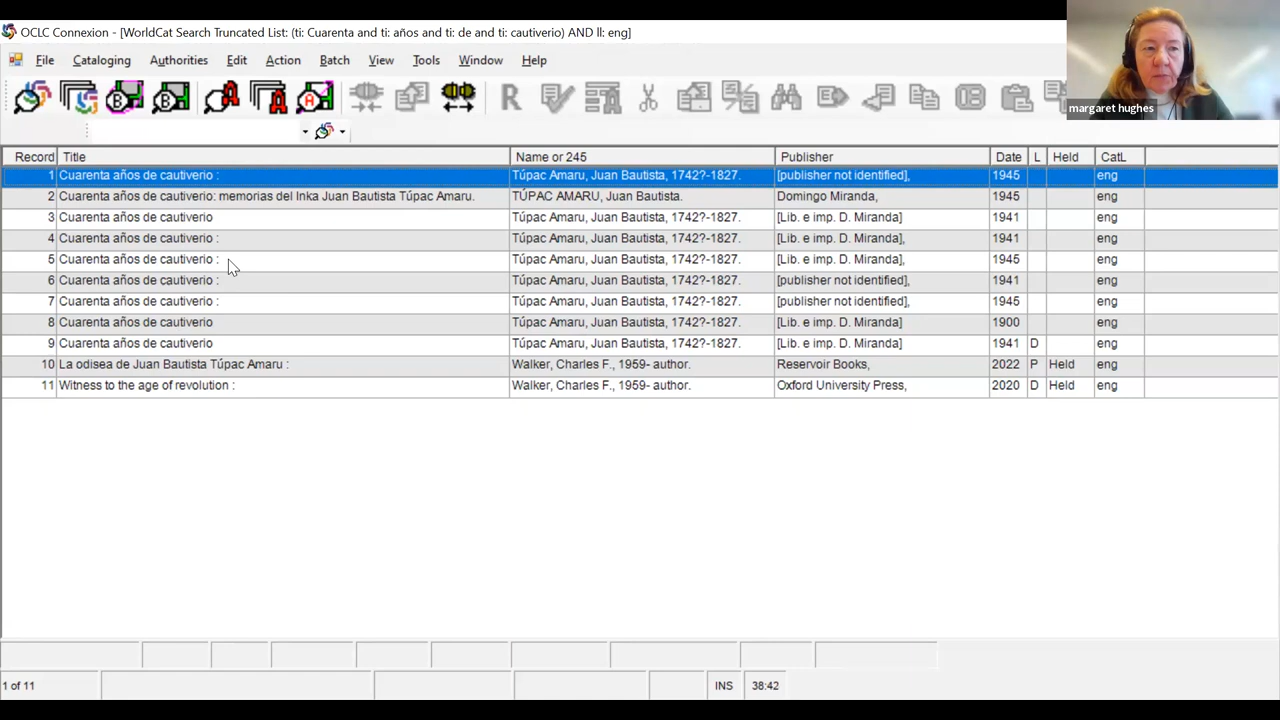 OCLC Connexion - [WorldCat Search Truncated List: (ti: Cuarenta and ti: años and ti: de and ti: cautiverio) AND ll: eng]
File Cataloging Authorities Edit Action Batch View Tools Window Help
margaret hughes
Record Title Name or 245 Publisher Date L Held CatL
1 Cuarenta años de cautiverio : Túpac Amaru, Juan Bautista, 1742?-1827. [publisher not identified], 1945 eng
2 Cuarenta años de cautiverio: memorias del Inka Juan Bautista Túpac Amaru. TÚPAC AMARU, Juan Bautista. Domingo Miranda, 1945 eng
3 Cuarenta años de cautiverio Túpac Amaru, Juan Bautista, 1742?-1827. [Lib. e imp. D. Miranda] 1941 eng
4 Cuarenta años de cautiverio : Túpac Amaru, Juan Bautista, 1742?-1827. [Lib. e imp. D. Miranda], 1941 eng
5 Cuarenta años de cautiverio : Túpac Amaru, Juan Bautista, 1742?-1827. [Lib. e imp. D. Miranda], 1945 eng
6 Cuarenta años de cautiverio : Túpac Amaru, Juan Bautista, 1742?-1827. [publisher not identified], 1941 eng
7 Cuarenta años de cautiverio : Túpac Amaru, Juan Bautista, 1742?-1827. [publisher not identified], 1945 eng
8 Cuarenta años de cautiverio Túpac Amaru, Juan Bautista, 1742?-1827. [Lib. e imp. D. Miranda] 1900 eng
9 Cuarenta años de cautiverio Túpac Amaru, Juan Bautista, 1742?-1827. [Lib. e imp. D. Miranda] 1941 D eng
10 La odisea de Juan Bautista Túpac Amaru : Walker, Charles F., 1959- author. Reservoir Books, 2022 P Held eng
11 Witness to the age of revolution : Walker, Charles F., 1959- author. Oxford University Press, 2020 D Held eng
1 of 11 INS 38:42